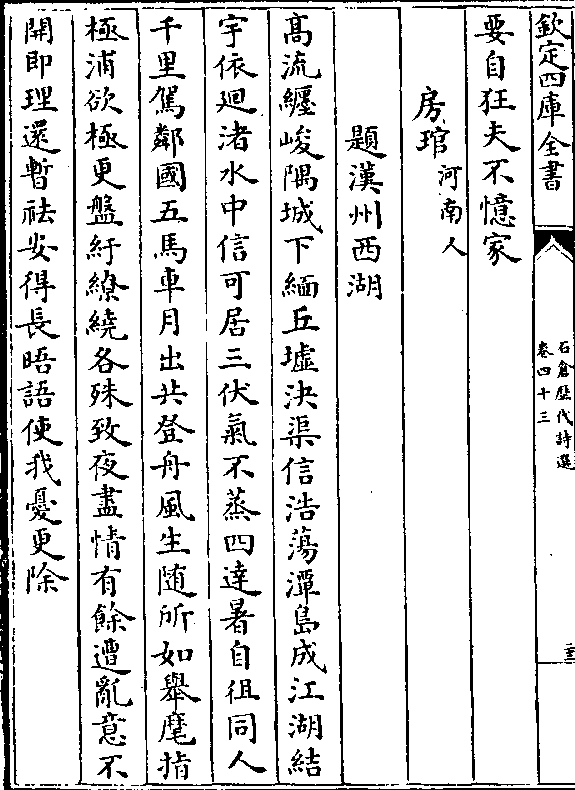 欽定四庫全書
石倉歷代詩選
卷四十三
要自狂夫不憶家
房琯河南人
題漢州西湖
髙流纒峻隅城下緬丘墟決渠信浩蕩潭島成江湖結
宇依廻渚水中信可居三伏氣不蒸四達暑自徂同人
千里駕鄰國五馬車月出共登舟風生随所如舉麾指
極浦欲極更盤紆繚繞各殊致夜盡情有餘遭亂意不
開即理還暫祛安得長晤語使我憂更除